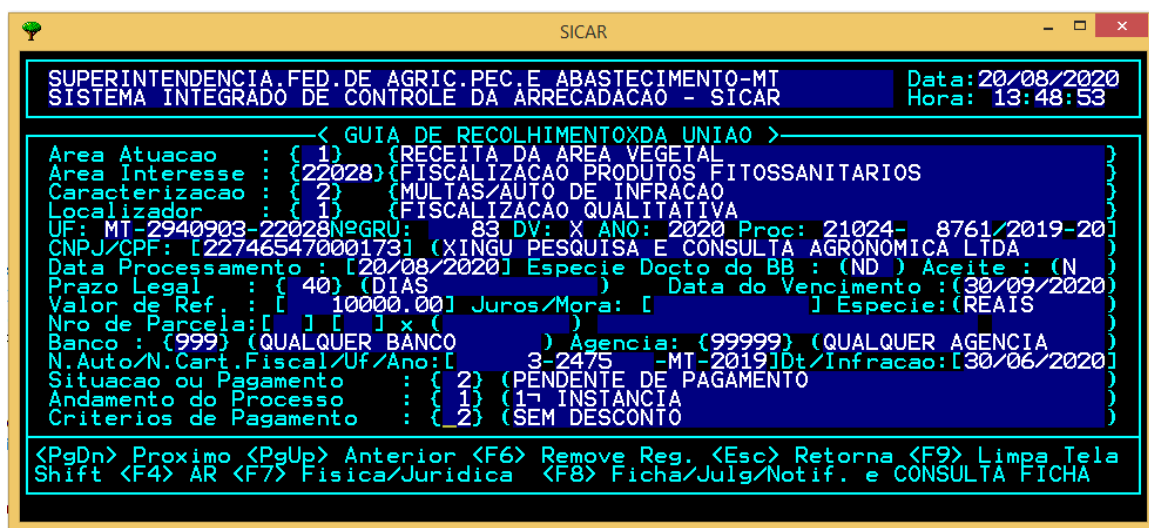 SICAR
SUPERINTENDENCIA.FED.DE AGRIC.PEC.E ABASTECIMENTO-MT Data:20/08/2020
SISTEMA INTEGRADO DE CONTROLE DA ARRECADACAO - SICAR Hora: 13:48:53
< GUIA DE RECOLHIMENTOXDA UNIAO >
Area Atuacao : { 1} {RECEITA DA AREA VEGETAL }
Area Interesse : {22028}{FISCALIZACAO PRODUTOS FITOSSANITARIOS }
Caracterizacao : { 2} {MULTAS/AUTO DE INFRACAO }
Localizador : { 1} {FISCALIZACAO QUALITATIVA }
UF: MT-2940903-22028NºGRU: 83 DV: X ANO: 2020 Proc: 21024- 8761/2019-20]
CNPJ/CPF: [22746547000173] (XINGU PESQUISA E CONSULTA AGRONOMICA LTDA )
Data Processamento : [20/08/2020] Especie Docto do BB : (ND ) Aceite : (N )
Prazo Legal : { 40} (DIAS ) Data do Vencimento :(30/09/2020)
Valor de Ref. : [ 10000.00] Juros/Mora: [ ] Especie:(REAIS )
Nro de Parcela:[ ] [ ] x ( ) ( )
Banco : {999} (QUALQUER BANCO ) Agencia: {99999} (QUALQUER AGENCIA )
N.Auto/N.Cart.Fiscal/Uf/Ano:[ 3-2475 -MT-2019]Dt/Infracao:[30/06/2020]
Situacao ou Pagamento : { 2} (PENDENTE DE PAGAMENTO )
Andamento do Processo : { 1} (1¬ INSTANCIA )
Criterios de Pagamento : {_2} (SEM DESCONTO )
<PgDn> Proximo <PgUp> Anterior <F6> Remove Reg. <Esc> Retorna <F9> Limpa Tela
Shift <F4> AR <F7> Fisica/Juridica <F8> Ficha/Julg/Notif. e CONSULTA FICHA